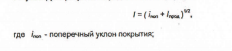 I = ( iпоп + Iпрод )^1/2,
где iпоп - поперечный уклон покрытия;